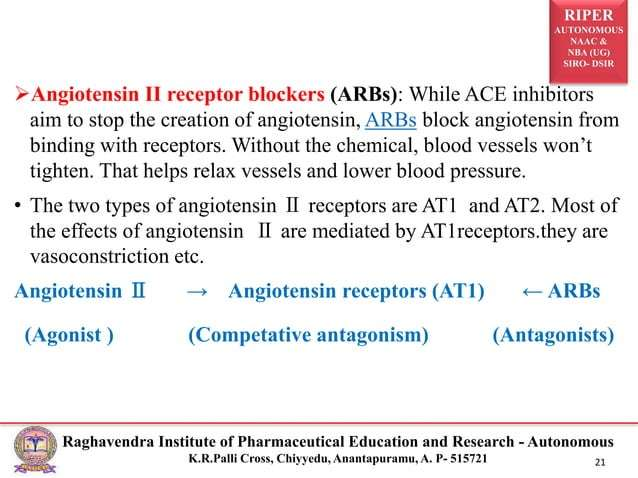 RIPER
AUTONOMOUS
NAAC &
NBA (UG)
SIRO- DSIR
➢Angiotensin II receptor blockers (ARBs): While ACE inhibitors
aim to stop the creation of angiotensin, ARBs block angiotensin from
binding with receptors. Without the chemical, blood vessels won’t
tighten. That helps relax vessels and lower blood pressure.
• The two types of angiotensin Ⅱ receptors are AT1 and AT2. Most of
the effects of angiotensin Ⅱ are mediated by AT1receptors.they are
vasoconstriction etc.
Angiotensin Ⅱ → Angiotensin receptors (AT1) ← ARBs
(Agonist ) (Competative antagonism) (Antagonists)
Raghavendra Institute of Pharmaceutical Education and Research - Autonomous
K.R.Palli Cross, Chiyyedu, Anantapuramu, A. P- 515721
21